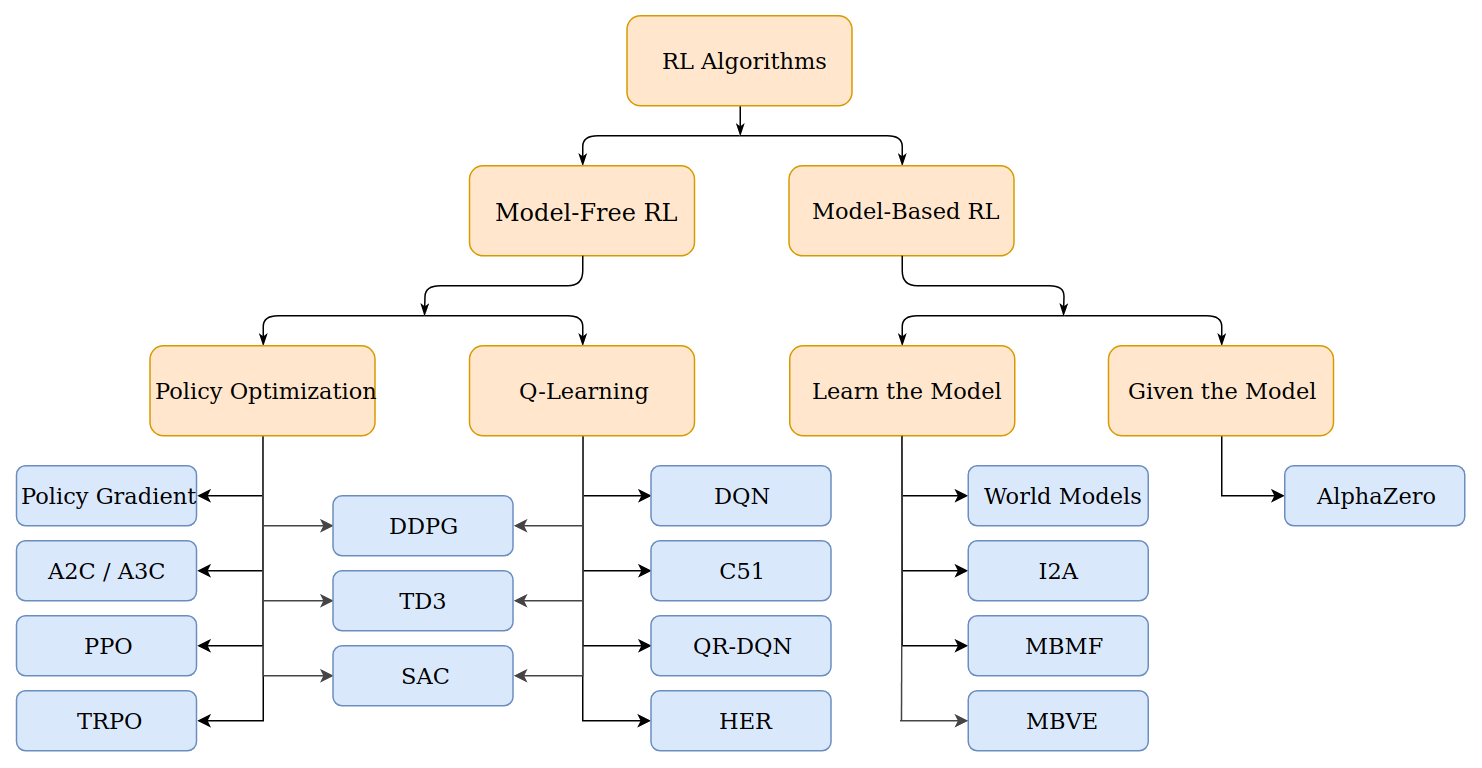 RL Algorithms
Model-Free RL
Model-Based RL
Policy Optimization
Q-Learning
Learn the Model
Given the Model
Policy Gradient
DDPG
DQN
World Models
AlphaZero
A2C / A3C
TD3
C51
I2A
PPO
SAC
QR-DQN
MBMF
TRPO
HER
MBVE